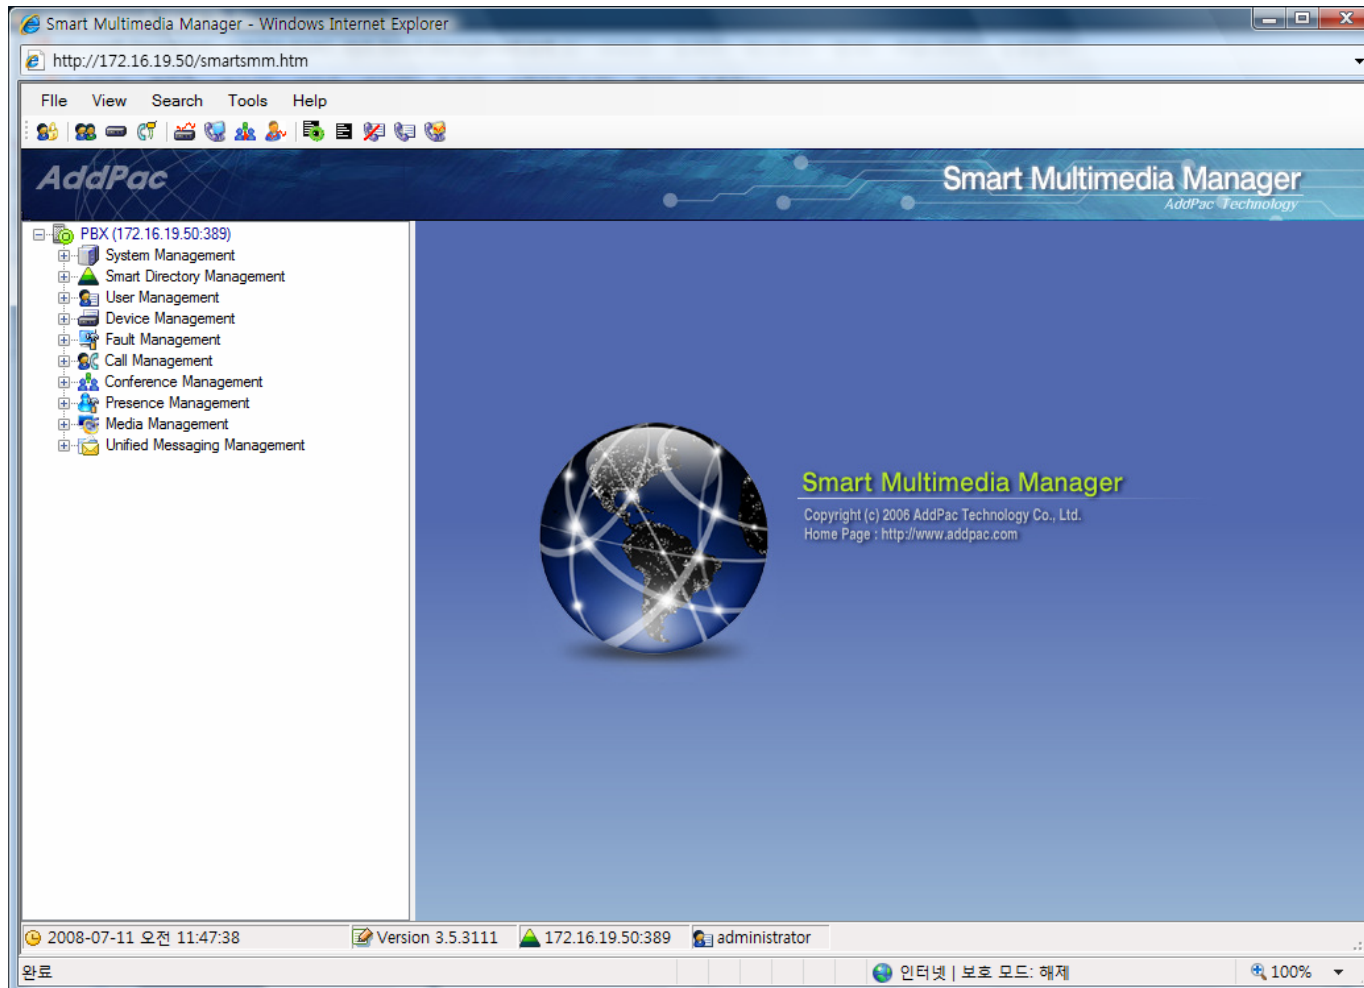 Smart Multimedia Manager - Windows Internet Explorer
http://172.16.19.50/smartsmm.htm
FIle View Search Tools Help
AddPac
Smart Multimedia Manager
AddPac Technology
PBX (172.16.19.50:389)
System Management
Smart Directory Management
User Management
Device Management
Fault Management
Call Management
Conference Management
Presence Management
Media Management
Unified Messaging Management
Smart Multimedia Manager
Copyright (c) 2006 AddPac Technology Co., Ltd.
Home Page : http://www.addpac.com
2008-07-11 오전 11:47:38 Version 3.5.3111 172.16.19.50:389 administrator
완료 인터넷 | 보호 모드: 해제 100%